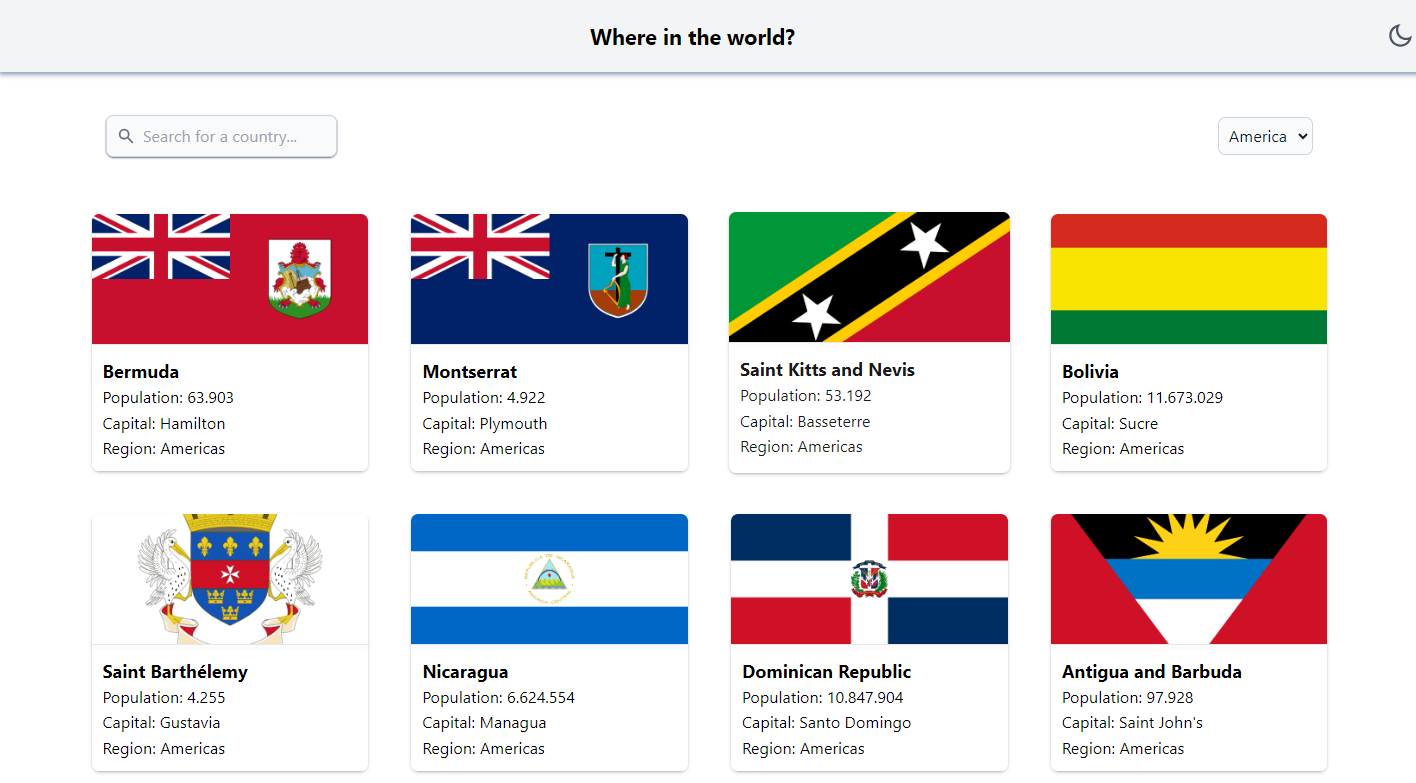 Where in the world?
Search for a country...
America
Bermuda
Population: 63.903
Capital: Hamilton
Region: Americas
Montserrat
Population: 4.922
Capital: Plymouth
Region: Americas
Saint Kitts and Nevis
Population: 53.192
Capital: Basseterre
Region: Americas
Bolivia
Population: 11.673.029
Capital: Sucre
Region: Americas
Saint Barthélemy
Population: 4.255
Capital: Gustavia
Region: Americas
Nicaragua
Population: 6.624.554
Capital: Managua
Region: Americas
Dominican Republic
Population: 10.847.904
Capital: Santo Domingo
Region: Americas
Antigua and Barbuda
Population: 97.928
Capital: Saint John's
Region: Americas